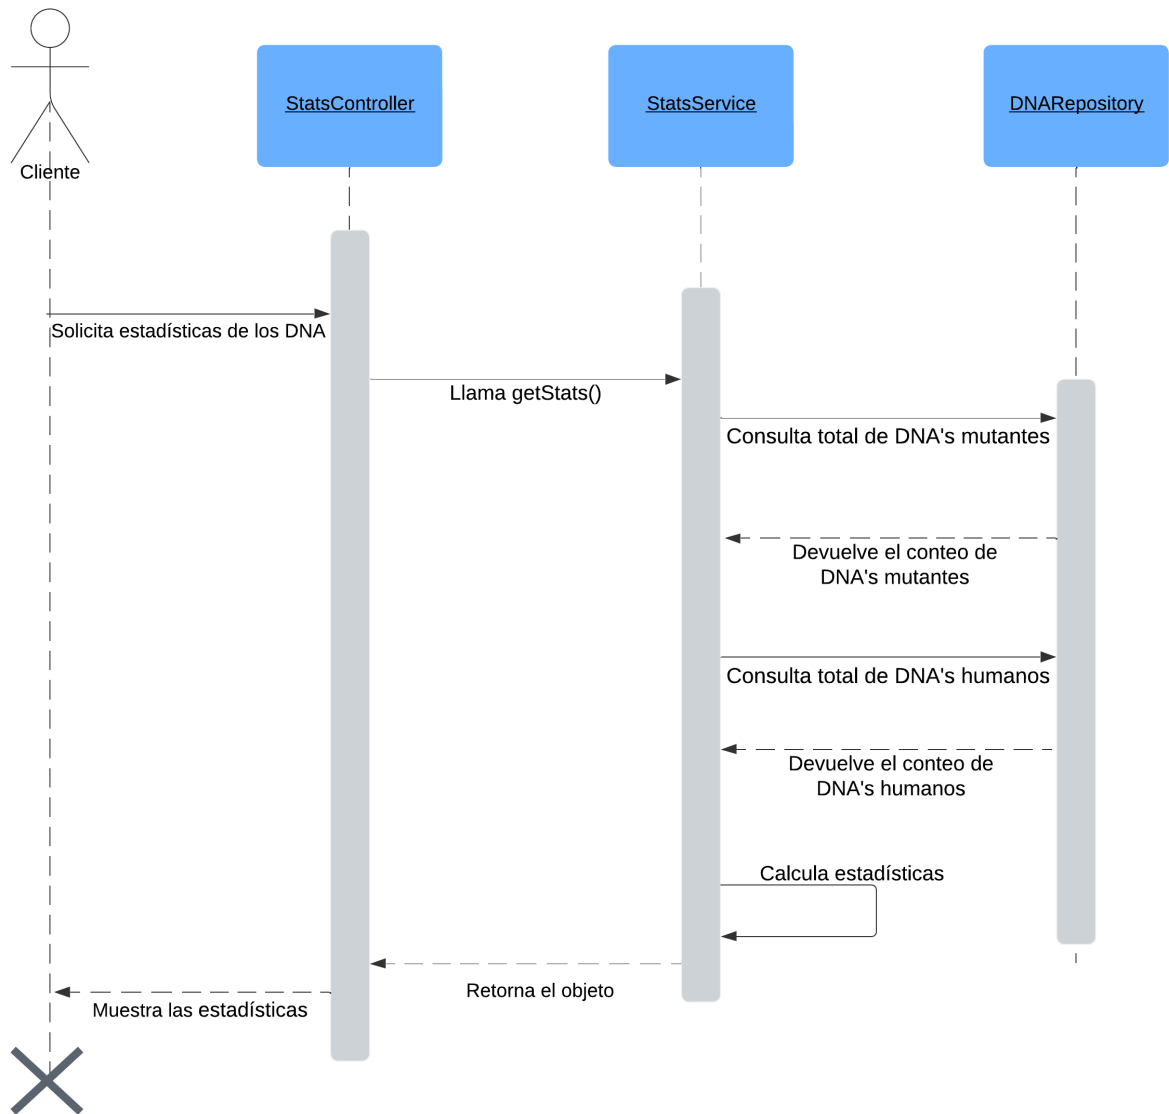 StatsController
StatsService
DNARepository
Cliente
Solicita estadísticas de los DNA
Llama getStats()
Consulta total de DNA's mutantes
Devuelve el conteo de
DNA's mutantes
Consulta total de DNA's humanos
Devuelve el conteo de
DNA's humanos
Calcula estadísticas
Retorna el objeto
Muestra las estadísticas